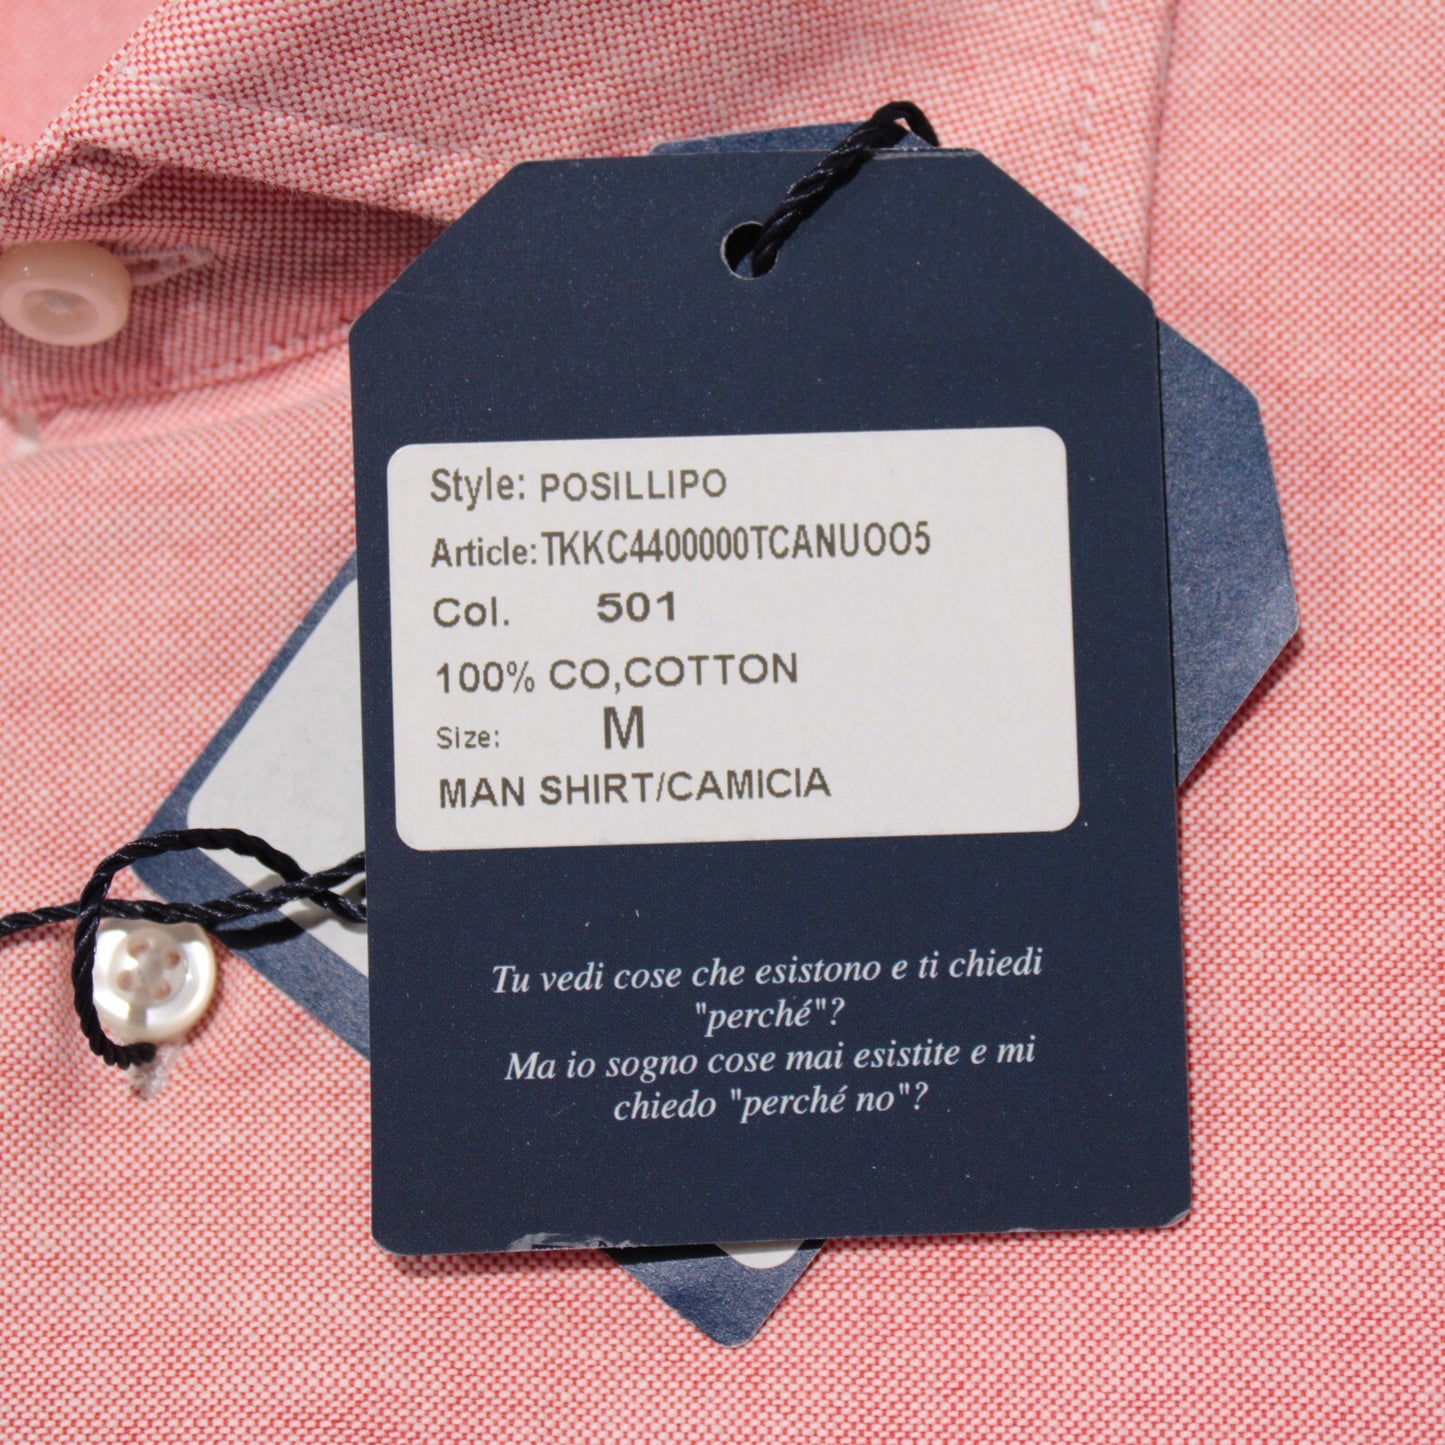 Style: POSILLIPO
Article:TKKC4400000TCANUOO5
Col. 501
100% CO,COTTON
Size: M
MAN SHIRT/CAMICIA
Tu vedi cose che esistono e ti chiedi
"perché"?
Ma io sogno cose mai esistite e mi
chiedo "perché no"?